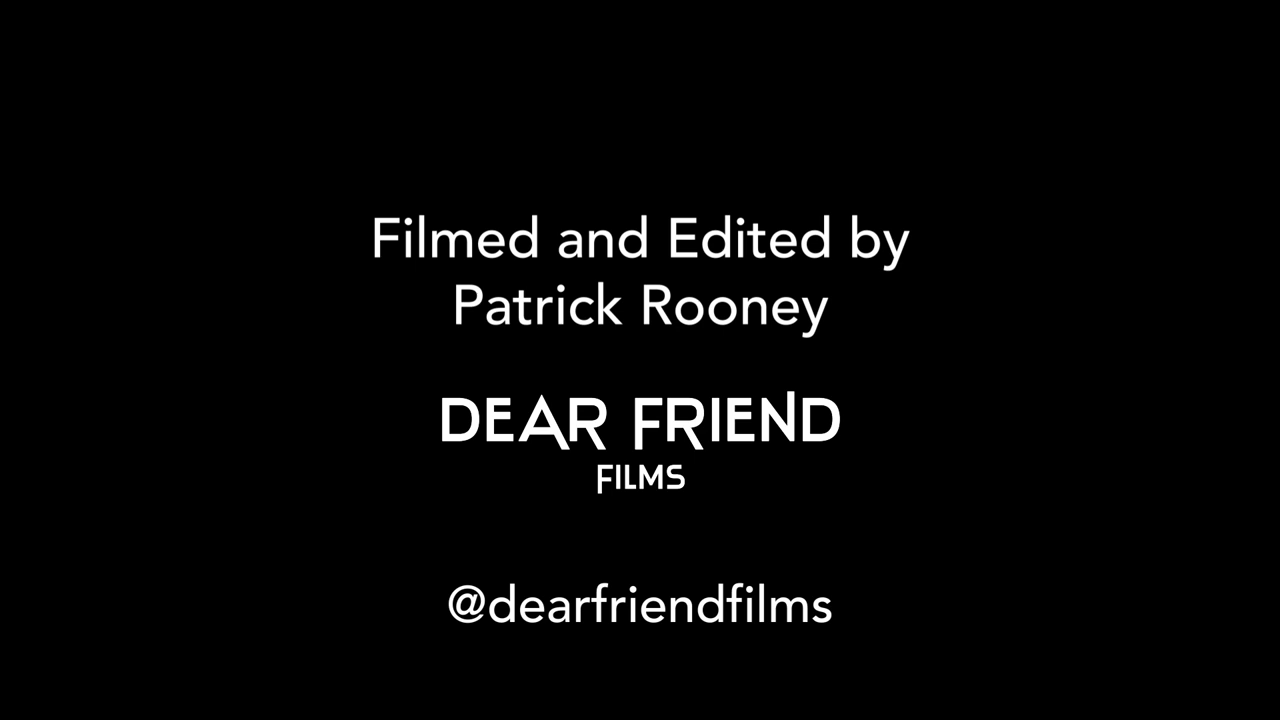 Filmed and Edited by
Patrick Rooney
DEAR FRIEND
FILMS
@dearfriendfilms